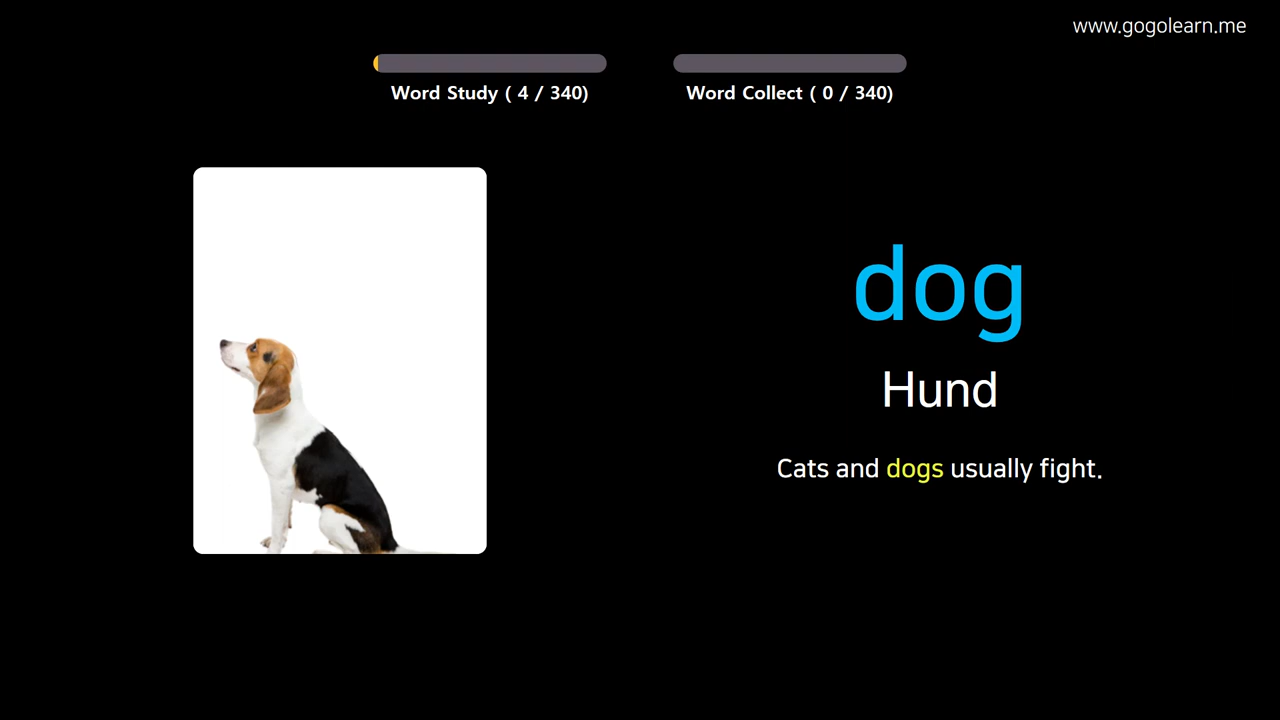 www.gogolearn.me
Word Study ( 4 / 340)
Word Collect ( 0 / 340)
dog
Hund
Cats and dogs usually fight.